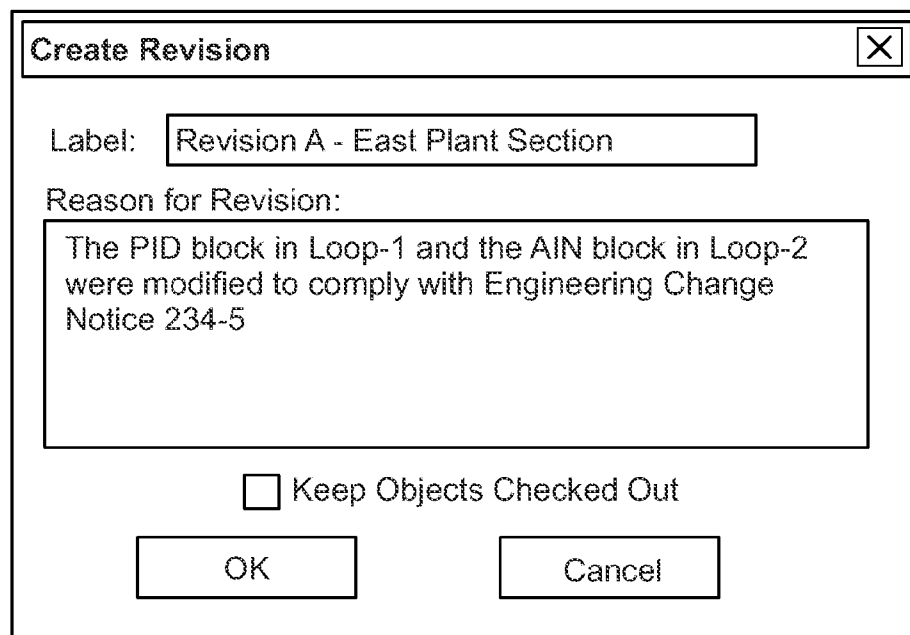 Create Revision
Label: Revision A - East Plant Section
Reason for Revision:
The PID block in Loop-1 and the AIN block in Loop-2
were modified to comply with Engineering Change
Notice 234-5
Keep Objects Checked Out
OK Cancel